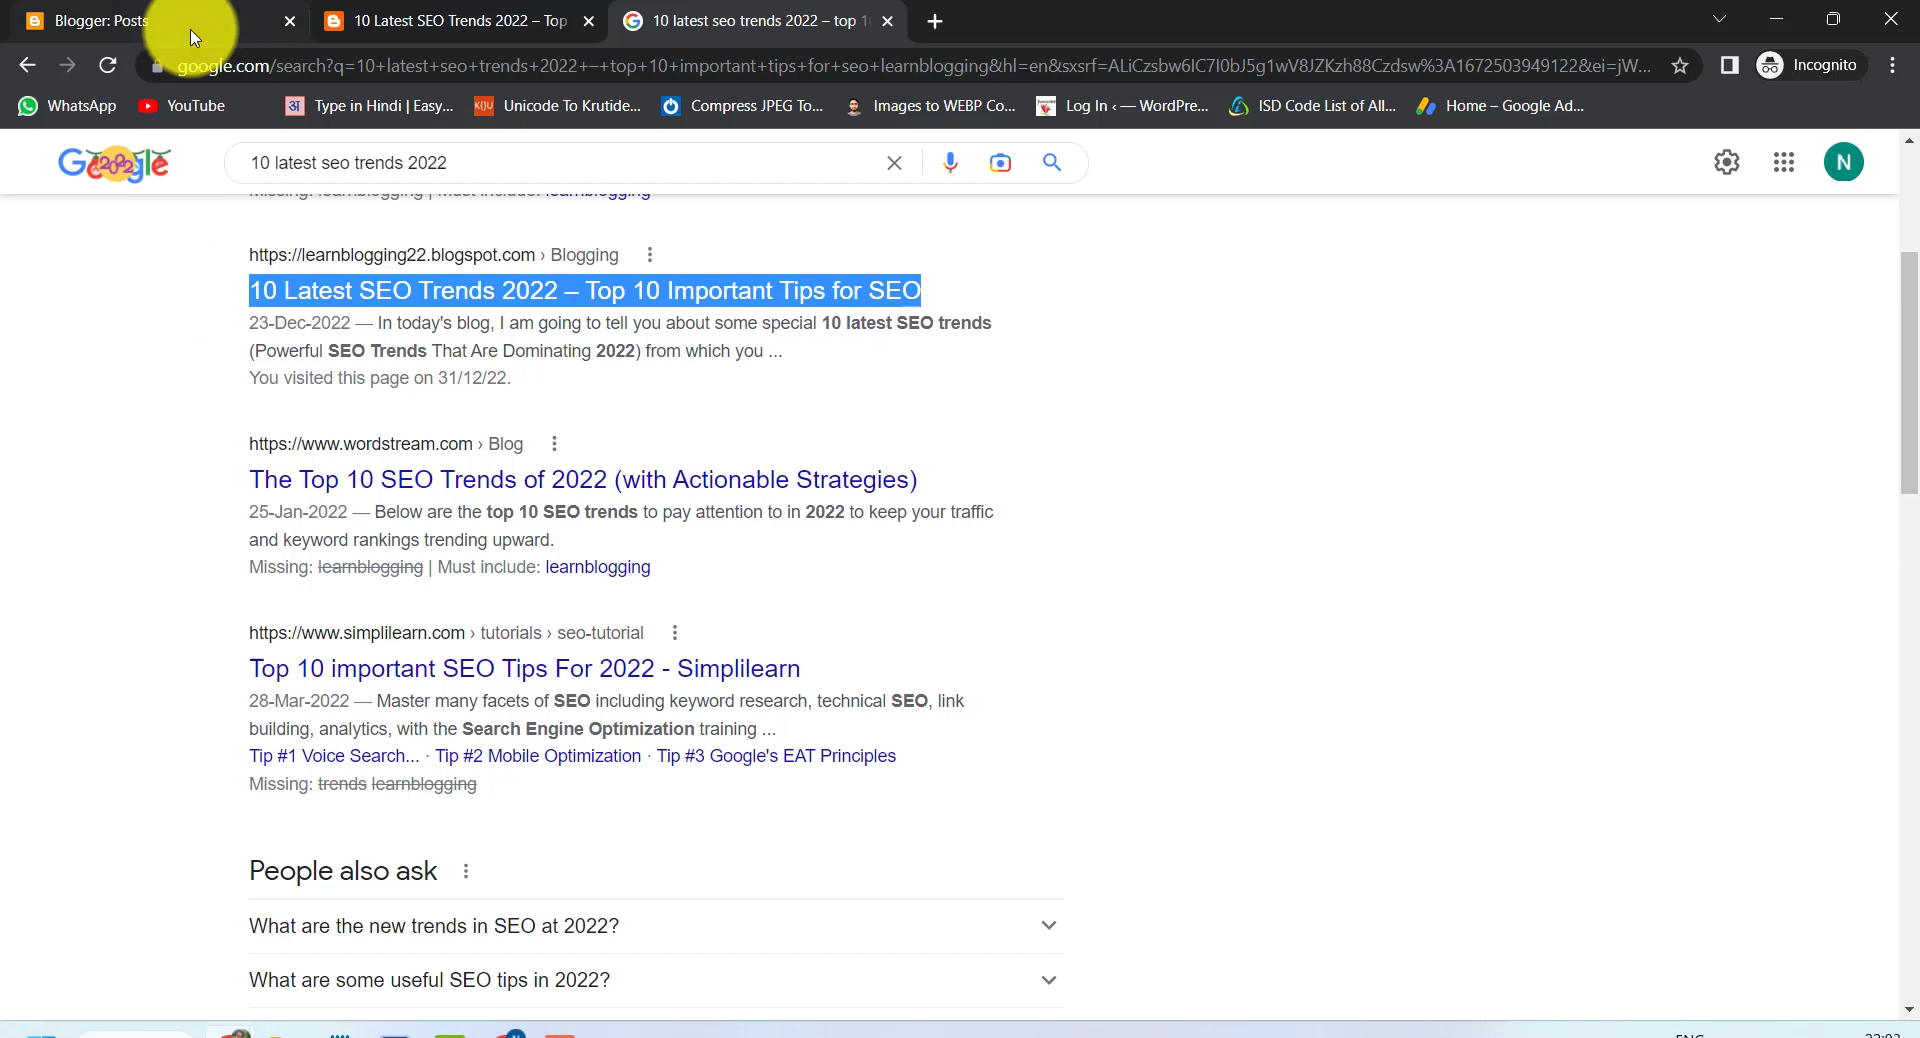 Blogger: Posts
10 Latest SEO Trends 2022 – Top
10 latest seo trends 2022 – top 1
google.com/search?q=10+latest+seo+trends+2022+–+top+10+important+tips+for+seo+learnblogging&hl=en&sxsrf=ALiCzsbw6IC7I0bJ5g1wV8JZKzh88Czdsw%3A1672503949122&ei=jW...
Incognito
WhatsApp
YouTube
Type in Hindi | Easy...
Unicode To Krutide...
Compress JPEG To...
Images to WEBP Co...
Log In ‹ — WordPre...
ISD Code List of All...
Home – Google Ad...
10 latest seo trends 2022
N
Missing: learnblogging | Must include: learnblogging
https://learnblogging22.blogspot.com › Blogging
10 Latest SEO Trends 2022 – Top 10 Important Tips for SEO
23-Dec-2022 — In today's blog, I am going to tell you about some special 10 latest SEO trends
(Powerful SEO Trends That Are Dominating 2022) from which you ...
You visited this page on 31/12/22.
https://www.wordstream.com › Blog
The Top 10 SEO Trends of 2022 (with Actionable Strategies)
25-Jan-2022 — Below are the top 10 SEO trends to pay attention to in 2022 to keep your traffic
and keyword rankings trending upward.
Missing: learnblogging | Must include: learnblogging
https://www.simplilearn.com › tutorials › seo-tutorial
Top 10 important SEO Tips For 2022 - Simplilearn
28-Mar-2022 — Master many facets of SEO including keyword research, technical SEO, link
building, analytics, with the Search Engine Optimization training ...
Tip #1 Voice Search... · Tip #2 Mobile Optimization · Tip #3 Google's EAT Principles
Missing: trends learnblogging
People also ask
What are the new trends in SEO at 2022?
What are some useful SEO tips in 2022?